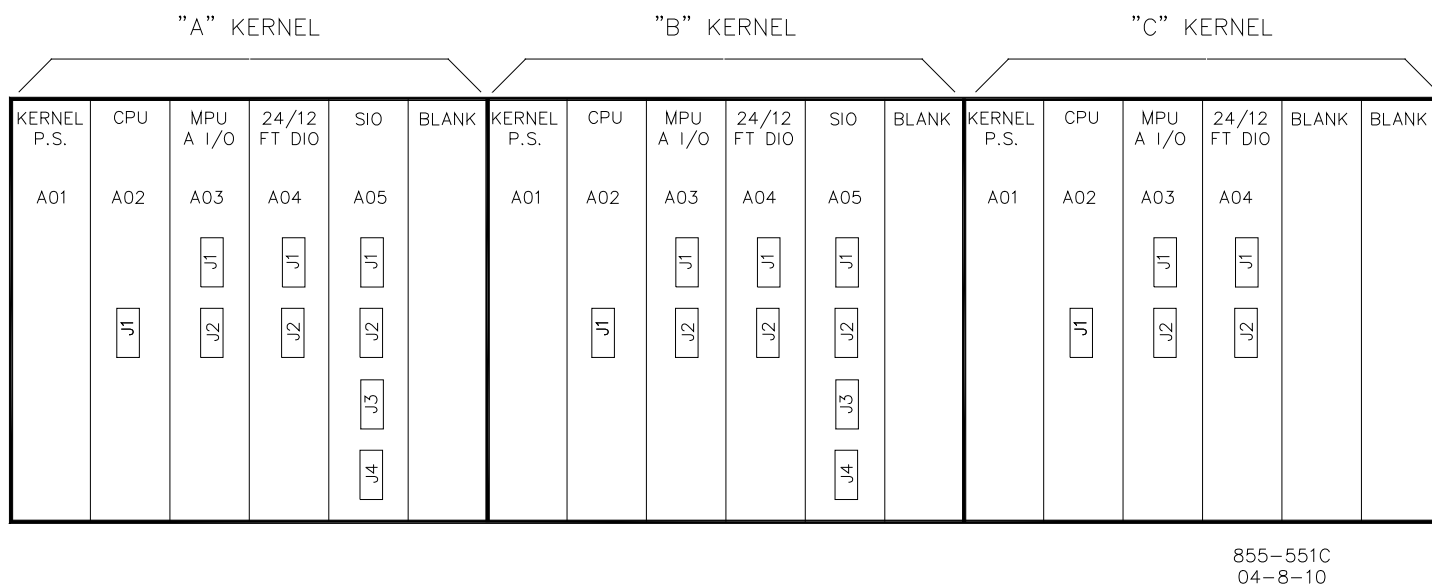 ”A” KERNEL
”B” KERNEL
”C” KERNEL
KERNEL P.S.
CPU
MPU A I/O
24/12 FT DIO
SIO
BLANK
KERNEL P.S.
CPU
MPU A I/O
24/12 FT DIO
SIO
BLANK
KERNEL P.S.
CPU
MPU A I/O
24/12 FT DIO
BLANK
BLANK
A01
A02
A03
A04
A05
A01
A02
A03
A04
A05
A01
A02
A03
A04
J1
J1
J1
J1
J1
J1
J1
J1
J1
J2
J2
J2
J1
J2
J2
J2
J1
J2
J2
J3
J3
J4
J4
855-551C
04-8-10